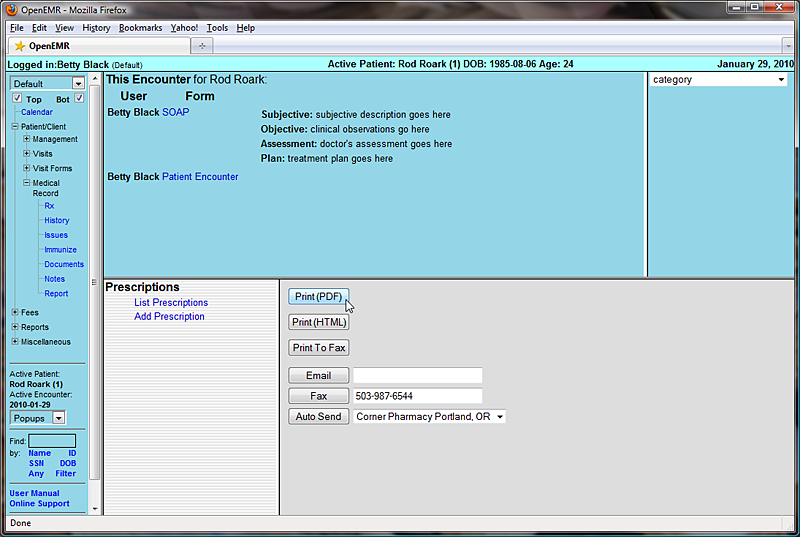 OpenEMR - Mozilla Firefox
File Edit View History Bookmarks Yahoo! Tools Help
OpenEMR
Logged in:Betty Black (Default)
Active Patient: Rod Roark (1) DOB: 1985-08-06 Age: 24
January 29, 2010
Default
Top Bot
Calendar
Patient/Client
Management
Visits
Visit Forms
Medical
Record
Rx
History
Issues
Immunize
Documents
Notes
Report
Fees
Reports
Miscellaneous
Active Patient:
Rod Roark (1)
Active Encounter:
2010-01-29
Popups
Find:
by: Name ID
SSN DOB
Any Filter
User Manual
Online Support
This Encounter for Rod Roark:
User Form
Betty Black SOAP
Subjective: subjective description goes here
Objective: clinical observations go here
Assessment: doctor's assessment goes here
Plan: treatment plan goes here
Betty Black Patient Encounter
category
Prescriptions
List Prescriptions
Add Prescription
Print (PDF)
Print (HTML)
Print To Fax
Email
Fax 503-987-6544
Auto Send Corner Pharmacy Portland, OR
Done